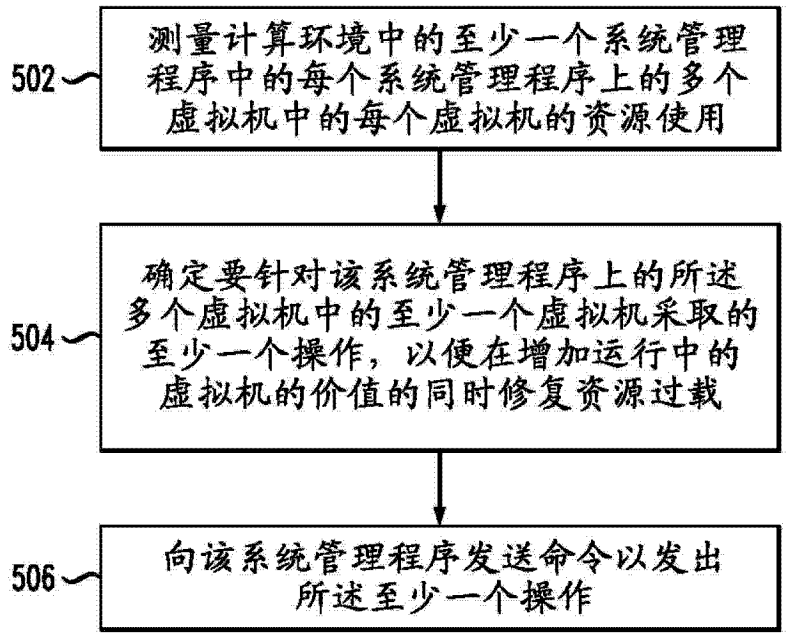 502
测量计算环境中的至少一个系统管理
程序中的每个系统管理程序上的多个
虚拟机中的每个虚拟机的资源使用
504
确定要针对该系统管理程序上的所述
多个虚拟机中的至少一个虚拟机采取的
至少一个操作，以便在增加运行中的
虚拟机的价值的同时修复资源过载
506
向该系统管理程序发送命令以发出
所述至少一个操作